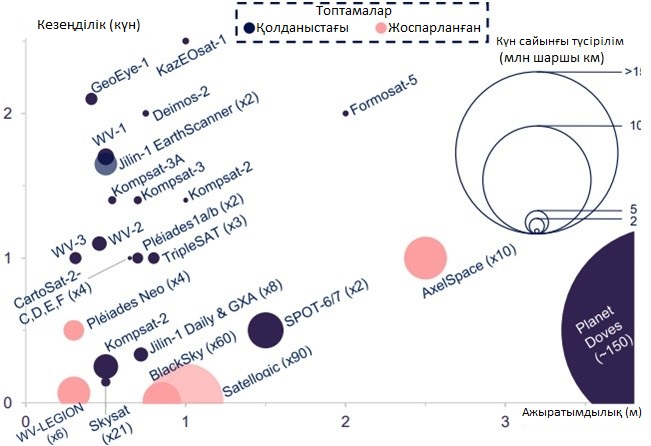 Топтамалар
Қолданыстағы
Жоспарланған
Кезеңділік (күн)
Күн сайынғы түсірілім
(млн шаршы км)
>15
10
5
2
KazEOsat-1
GeoEye-1
Deimos-2
Formosat-5
WV-1
Jilin-1 EarthScanner (x2)
Kompsat-3A
Kompsat-3
Kompsat-2
WV-3
WV-2
Pléiades1a/b (x2)
TripleSAT (x3)
CartoSat-2-
C,D,E,F (x4)
AxelSpace (x10)
Pléiades Neo (x4)
Kompsat-2
Jilin-1 Daily & GXA (x8)
SPOT-6/7 (x2)
BlackSky (x60)
Satellogic (x90)
Planet
Doves
(~150)
WV-LEGION
(x6)
Skysat
(x21)
2
1
0
0
1
2
3
Ажыратымдылық (м)